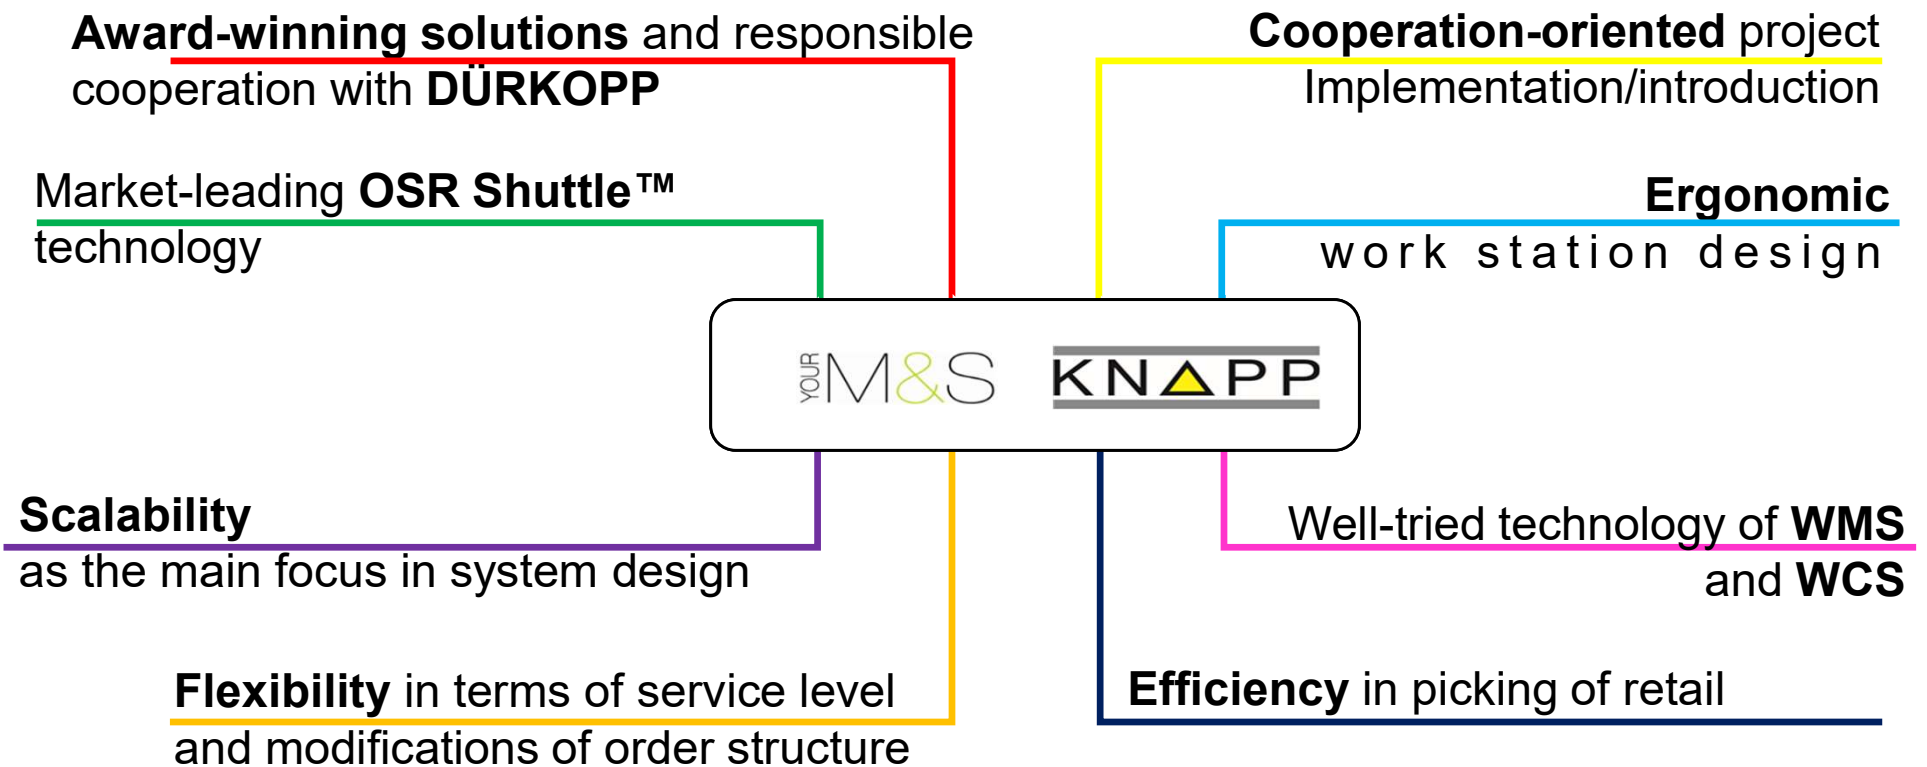 Award-winning solutions and responsible
cooperation with DÜRKOPP
Cooperation-oriented project
Implementation/introduction
Market-leading OSR Shuttle™
technology
Ergonomic
work station design
YOUR M&S
KNAPP
Scalability
as the main focus in system design
Well-tried technology of WMS
and WCS
Flexibility in terms of service level
and modifications of order structure
Efficiency in picking of retail